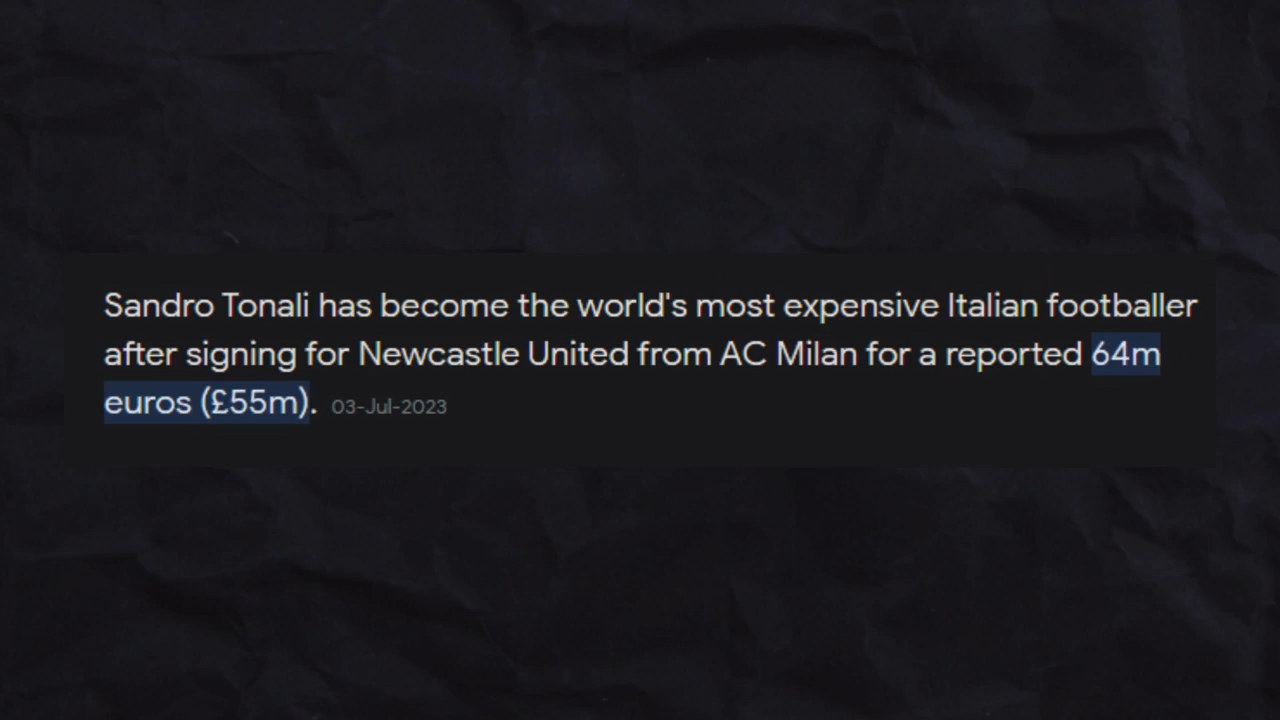 Sandro Tonali has become the world's most expensive Italian footballer
after signing for Newcastle United from AC Milan for a reported 64m
euros (£55m). 03-Jul-2023